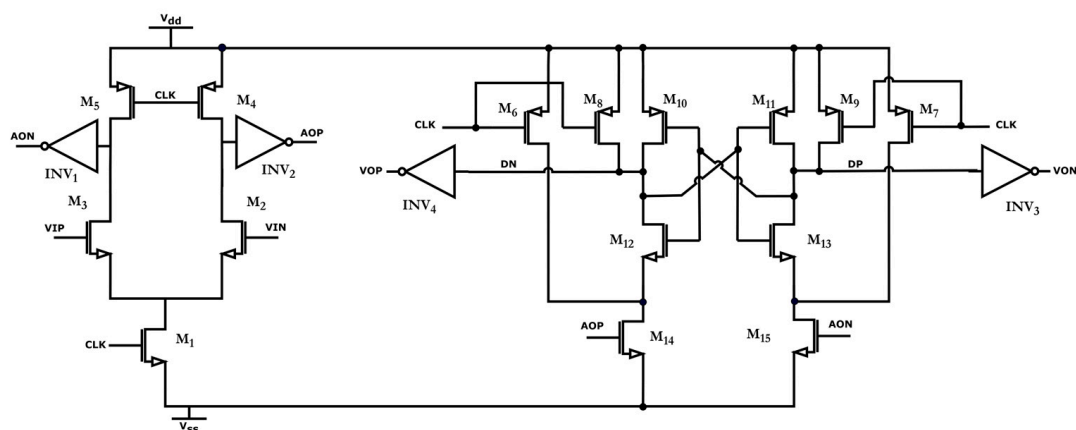 Vdd
M5
CLK
M4
AON
AOP
INV1
INV2
M3
M2
VIP
VIN
CLK
M1
Vss
CLK
M6
M8
M10
M11
M9
M7
CLK
VOP
DN
DP
VON
INV4
INV3
M12
M13
AOP
M14
M15
AON